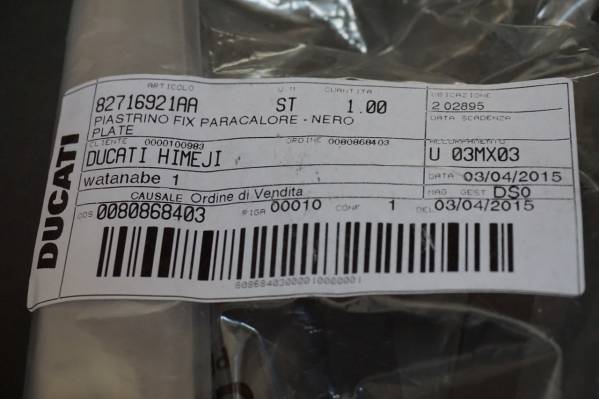 DUCATI
ARTICOLO U M QUANTITA UBICAZIONE
82716921AA ST 1.00 2 02895
PIASTRINO FIX PARACALORE - NERO DATA SCADENZA
PLATE
CLIENTE 0000100983 ORDINE 0080868403
DUCATI HIMEJI U 03MX03
watanabe 1 DATA 03/04/2015
CAUSALE Ordine di Vendita MAG GEST DS0
COS 0080868403 RIGA 00010 CONF 1 DEL 03/04/2015